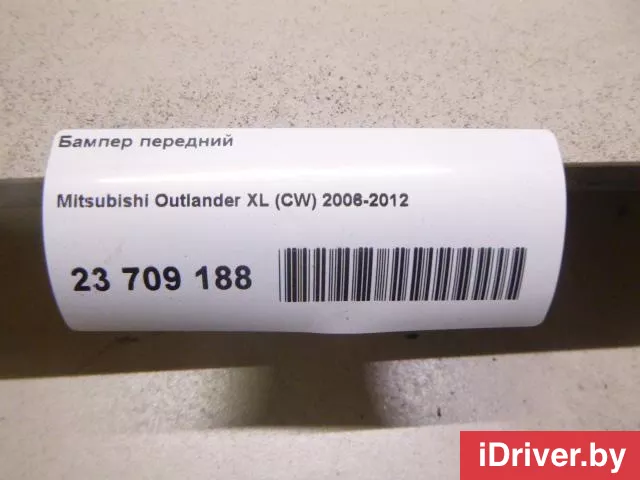 Бампер передний
Mitsubishi Outlander XL (CW) 2006-2012
23 709 188
iDriver.by